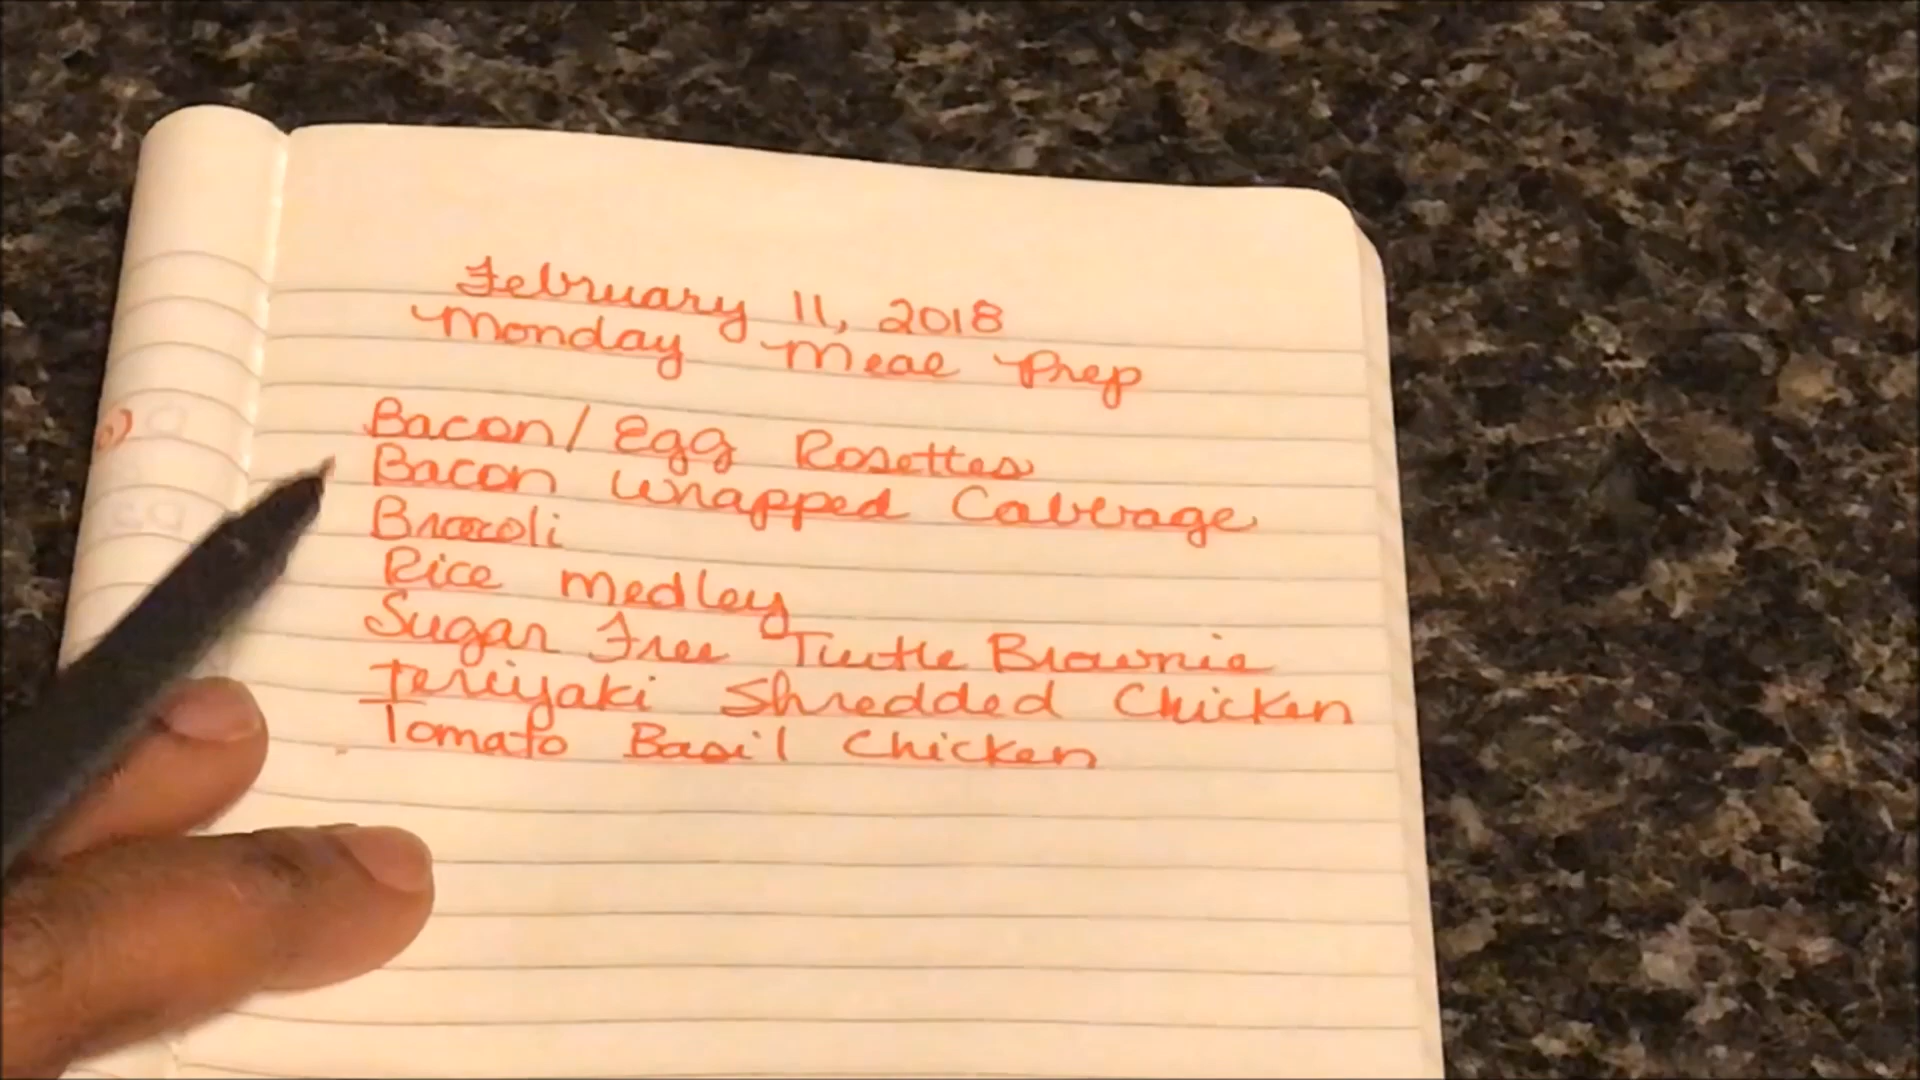 February 11, 2018
Monday Meal Prep
Bacon/Egg Rosettes
Bacon Wrapped Cabbage
Brocoli
Rice Medley
Sugar Free Turtle Brownie
Teriyaki Shredded Chicken
Tomato Basil Chicken